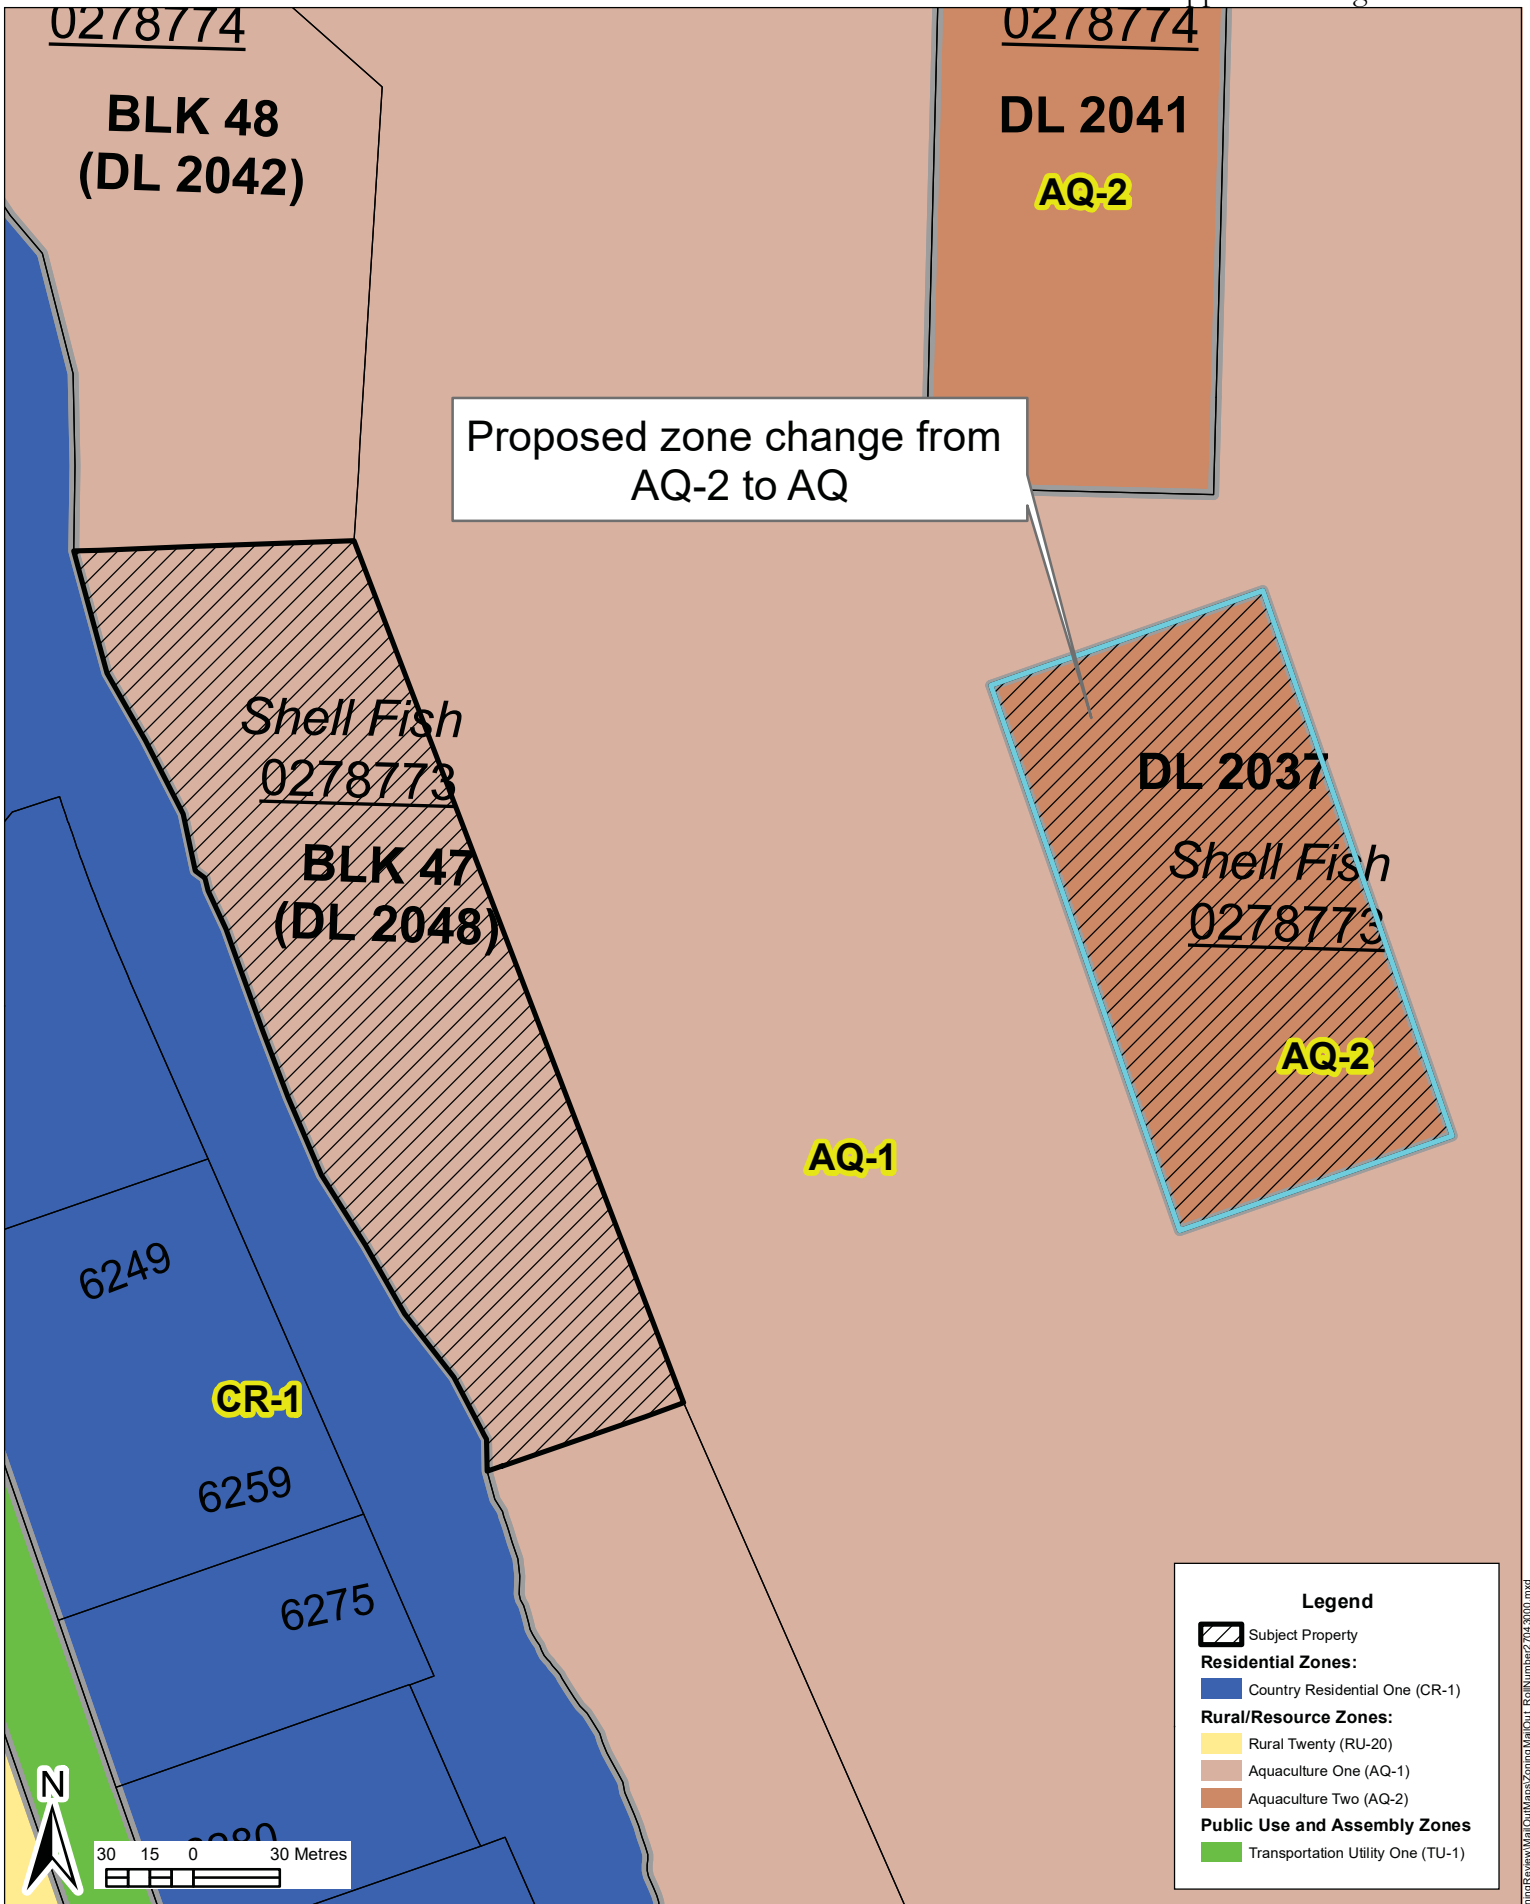 0278774
BLK 48
(DL 2042)
0278774
DL 2041
AQ-2
Proposed zone change from
AQ-2 to AQ
Shell Fish
0278773
BLK 47
(DL 2048)
DL 2037
Shell Fish
0278773
AQ-2
AQ-1
6249
CR-1
6259
6275
N
30 15 0 30 Metres
Legend
Subject Property
Residential Zones:
Country Residential One (CR-1)
Rural/Resource Zones:
Rural Twenty (RU-20)
Aquaculture One (AQ-1)
Aquaculture Two (AQ-2)
Public Use and Assembly Zones
Transportation Utility One (TU-1)